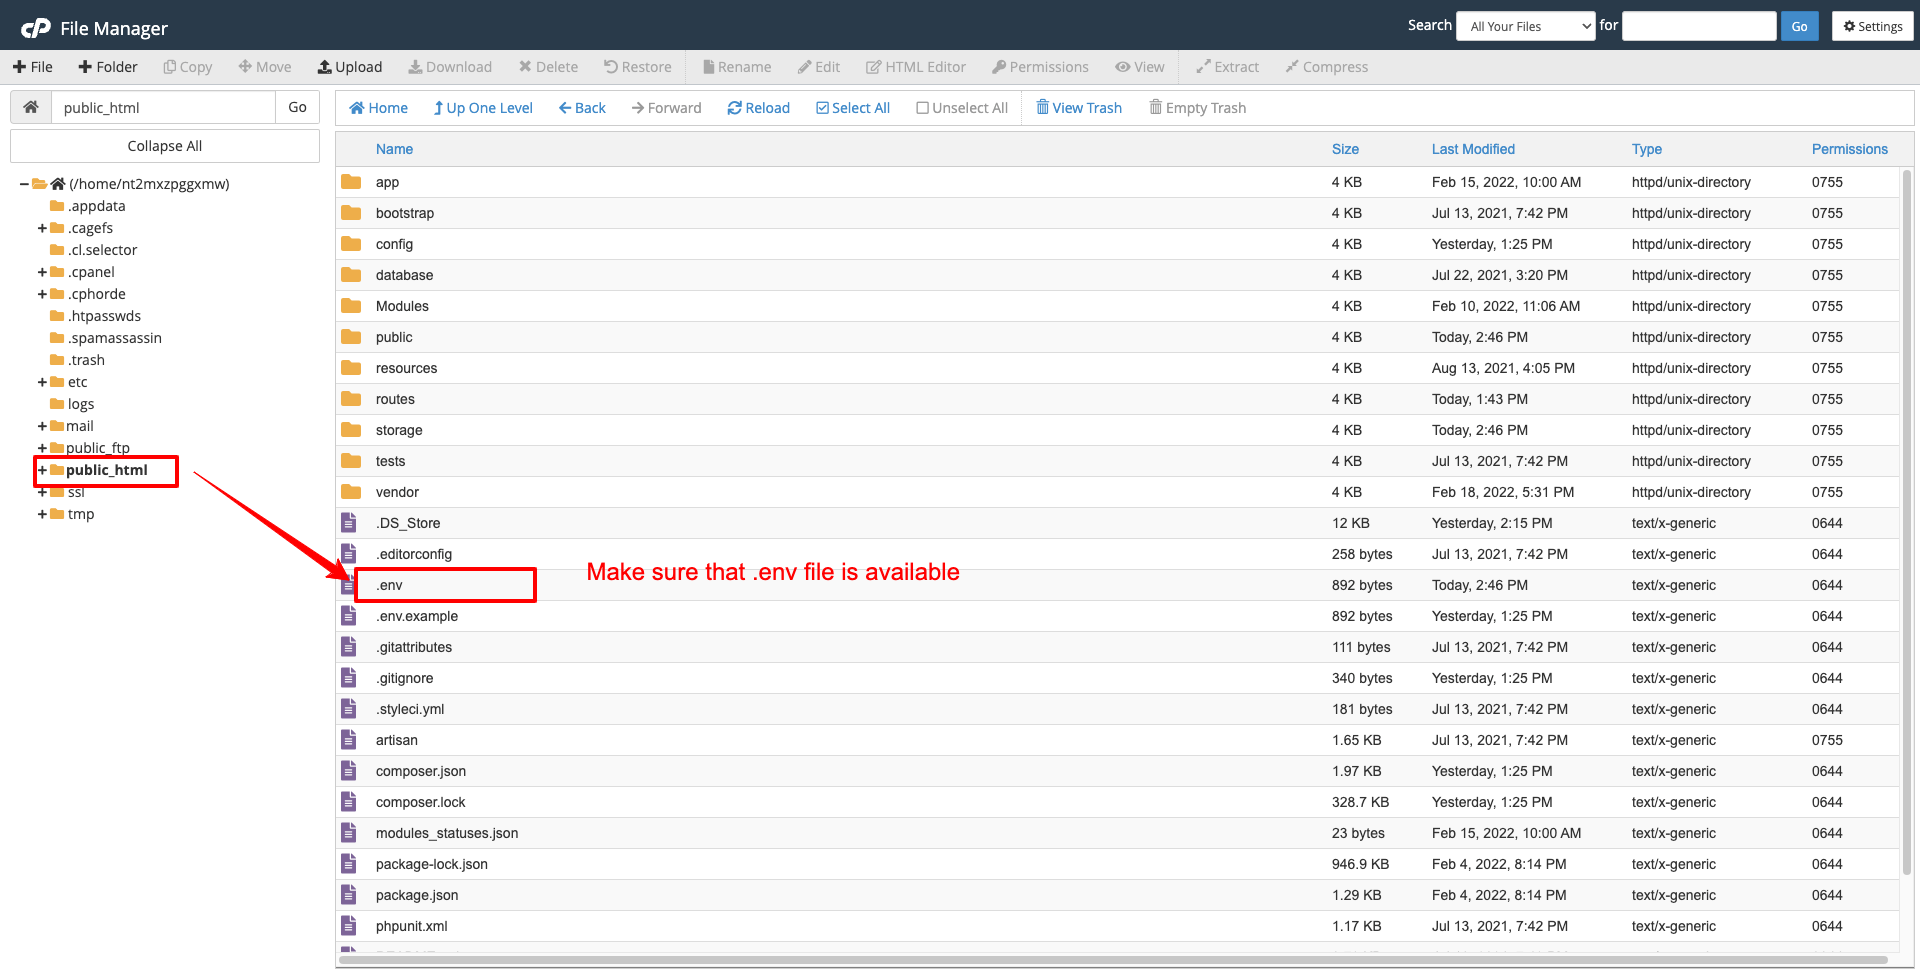 cP File Manager
Search All Your Files for Go Settings
File Folder Copy Move Upload Download Delete Restore Rename Edit HTML Editor Permissions View Extract Compress
public_html Go
Collapse All
(/home/nt2mxzpggxmw)
.appdata
.cagefs
.cl.selector
.cpanel
.cphorde
.htpasswds
.spamassassin
.trash
etc
logs
mail
public_ftp
public_html
ssl
tmp
Home Up One Level Back Forward Reload Select All Unselect All View Trash Empty Trash
Name Size Last Modified Type Permissions
app 4 KB Feb 15, 2022, 10:00 AM httpd/unix-directory 0755
bootstrap 4 KB Jul 13, 2021, 7:42 PM httpd/unix-directory 0755
config 4 KB Yesterday, 1:25 PM httpd/unix-directory 0755
database 4 KB Jul 22, 2021, 3:20 PM httpd/unix-directory 0755
Modules 4 KB Feb 10, 2022, 11:06 AM httpd/unix-directory 0755
public 4 KB Today, 2:46 PM httpd/unix-directory 0755
resources 4 KB Aug 13, 2021, 4:05 PM httpd/unix-directory 0755
routes 4 KB Today, 1:43 PM httpd/unix-directory 0755
storage 4 KB Today, 2:46 PM httpd/unix-directory 0755
tests 4 KB Jul 13, 2021, 7:42 PM httpd/unix-directory 0755
vendor 4 KB Feb 18, 2022, 5:31 PM httpd/unix-directory 0755
.DS_Store 12 KB Yesterday, 2:15 PM text/x-generic 0644
.editorconfig 258 bytes Jul 13, 2021, 7:42 PM text/x-generic 0644
Make sure that .env file is available
.env 892 bytes Today, 2:46 PM text/x-generic 0644
.env.example 892 bytes Yesterday, 1:25 PM text/x-generic 0644
.gitattributes 111 bytes Jul 13, 2021, 7:42 PM text/x-generic 0644
.gitignore 340 bytes Yesterday, 1:25 PM text/x-generic 0644
.styleci.yml 181 bytes Jul 13, 2021, 7:42 PM text/x-generic 0644
artisan 1.65 KB Jul 13, 2021, 7:42 PM text/x-generic 0755
composer.json 1.97 KB Yesterday, 1:25 PM text/x-generic 0644
composer.lock 328.7 KB Yesterday, 1:25 PM text/x-generic 0644
modules_statuses.json 23 bytes Feb 15, 2022, 10:00 AM text/x-generic 0644
package-lock.json 946.9 KB Feb 4, 2022, 8:14 PM text/x-generic 0644
package.json 1.29 KB Feb 4, 2022, 8:14 PM text/x-generic 0644
phpunit.xml 1.17 KB Jul 13, 2021, 7:42 PM text/x-generic 0644